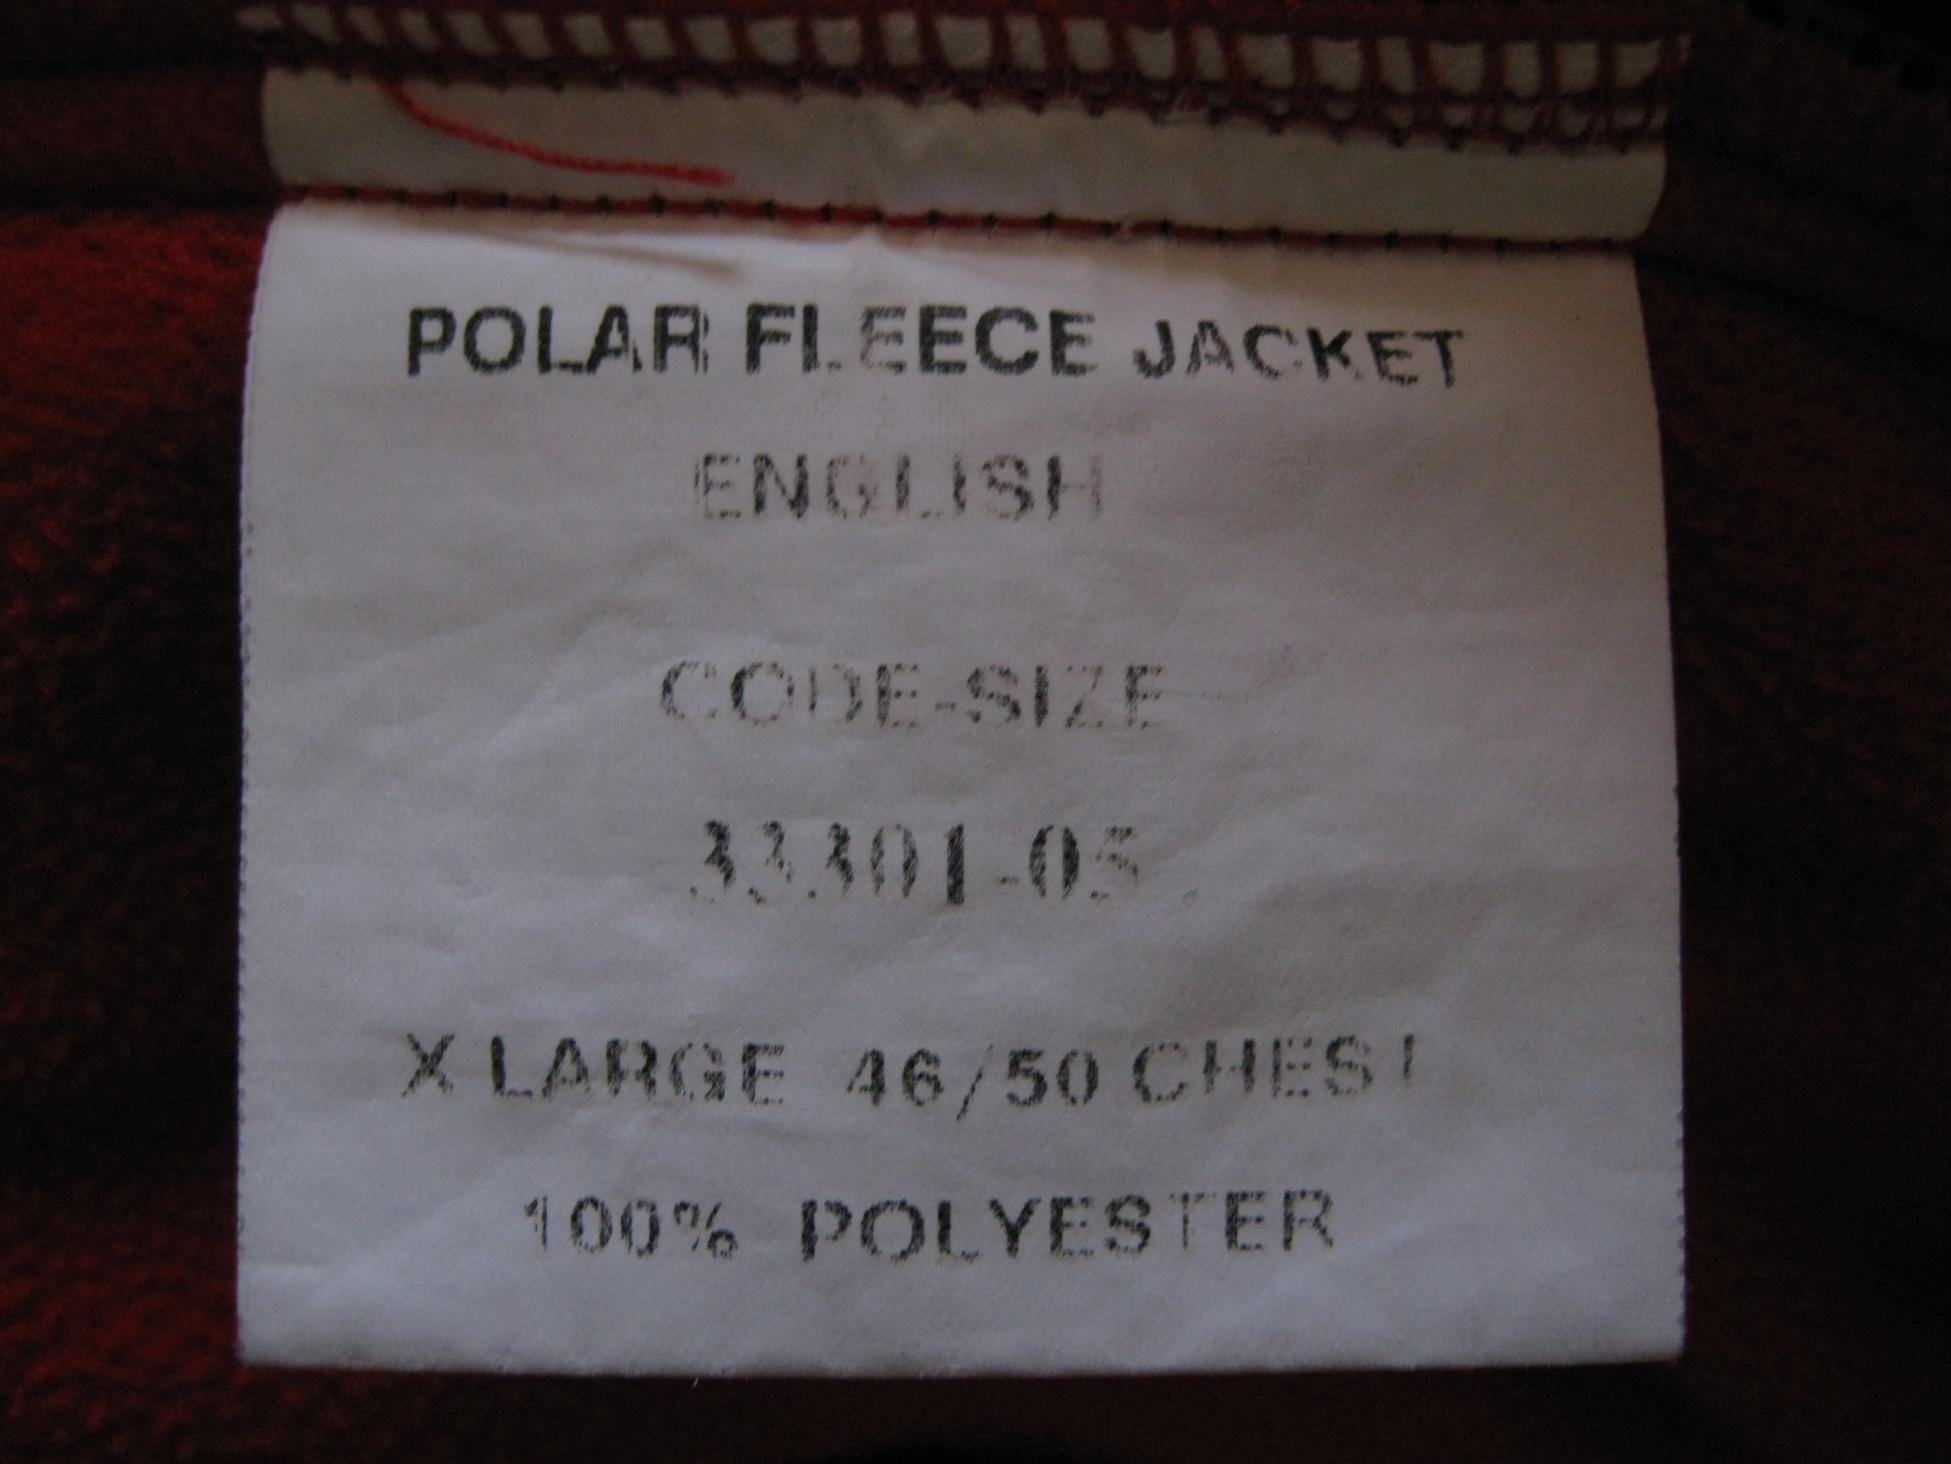 POLAR FLEECE JACKET
ENGLISH
CODE-SIZE
33301-05
X LARGE 46/50 CHEST
100% POLYESTER